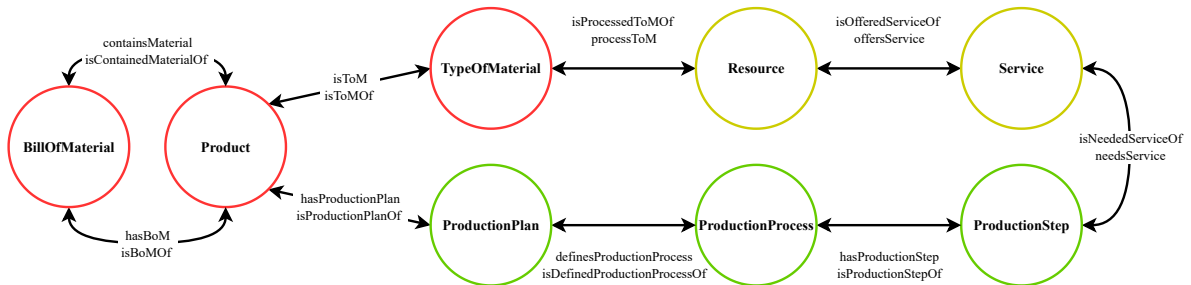 containsMaterial
isContainedMaterialOf
BillOfMaterial
Product
hasBoM
isBoMOf
isToM
isToMOf
TypeOfMaterial
isProcessedToMOf
processToM
Resource
isOfferedServiceOf
offersService
Service
isNeededServiceOf
needsService
hasProductionPlan
isProductionPlanOf
ProductionPlan
definesProductionProcess
isDefinedProductionProcessOf
ProductionProcess
hasProductionStep
isProductionStepOf
ProductionStep